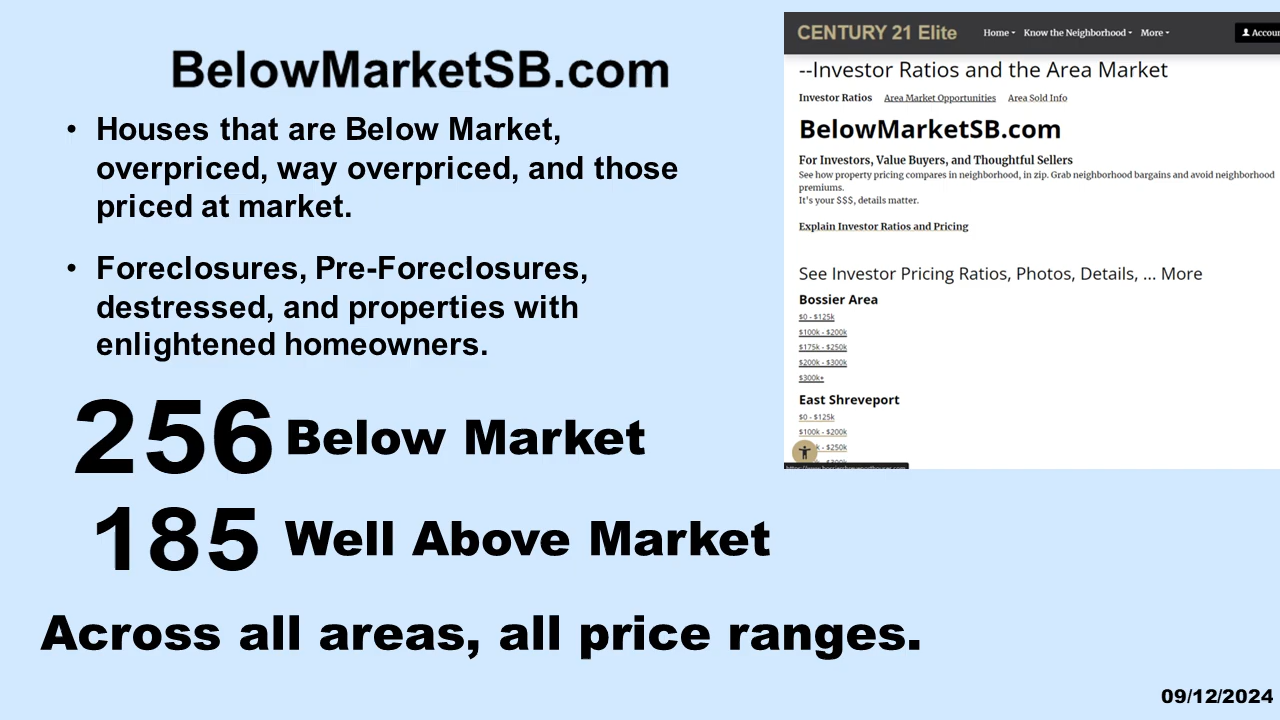 BelowMarketSB.com
• Houses that are Below Market,
overpriced, way overpriced, and those
priced at market.
• Foreclosures, Pre-Foreclosures,
destressed, and properties with
enlightened homeowners.
256 Below Market
185 Well Above Market
Across all areas, all price ranges.
09/12/2024
CENTURY 21 Elite Home Know the Neighborhood More Accou
--Investor Ratios and the Area Market
Investor Ratios Area Market Opportunities Area Sold Info
BelowMarketSB.com
For Investors, Value Buyers, and Thoughtful Sellers
See how property pricing compares in neighborhood, in zip. Grab neighborhood bargains and avoid neighborhood
premiums.
It's your $$$, details matter.
Explain Investor Ratios and Pricing
See Investor Pricing Ratios, Photos, Details, ... More
Bossier Area
$0 - $125k
$100k - $200k
$175k - $250k
$200k - $300k
$300k+
East Shreveport
$0 - $125k
$100k - $200k
- $250k